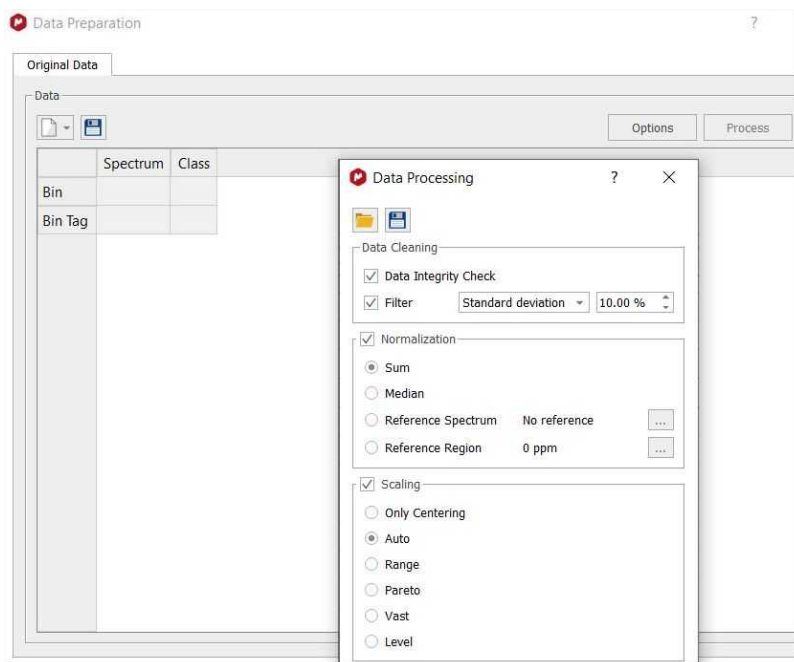 Data Preparation ?
Original Data
Data
Options Process
Spectrum Class
Bin
Bin Tag
Data Processing ?
Data Cleaning
Data Integrity Check
Filter Standard deviation 10.00 %
Normalization
Sum
Median
Reference Spectrum No reference ...
Reference Region 0 ppm ...
Scaling
Only Centering
Auto
Range
Pareto
Vast
Level